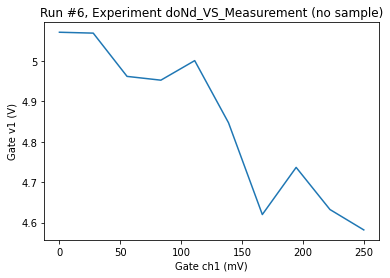 Run #6, Experiment doNd_VS_Measurement (no sample)
Gate v1 (V)
5
4.9
4.8
4.7
4.6
0 50 100 150 200 250
Gate ch1 (mV)